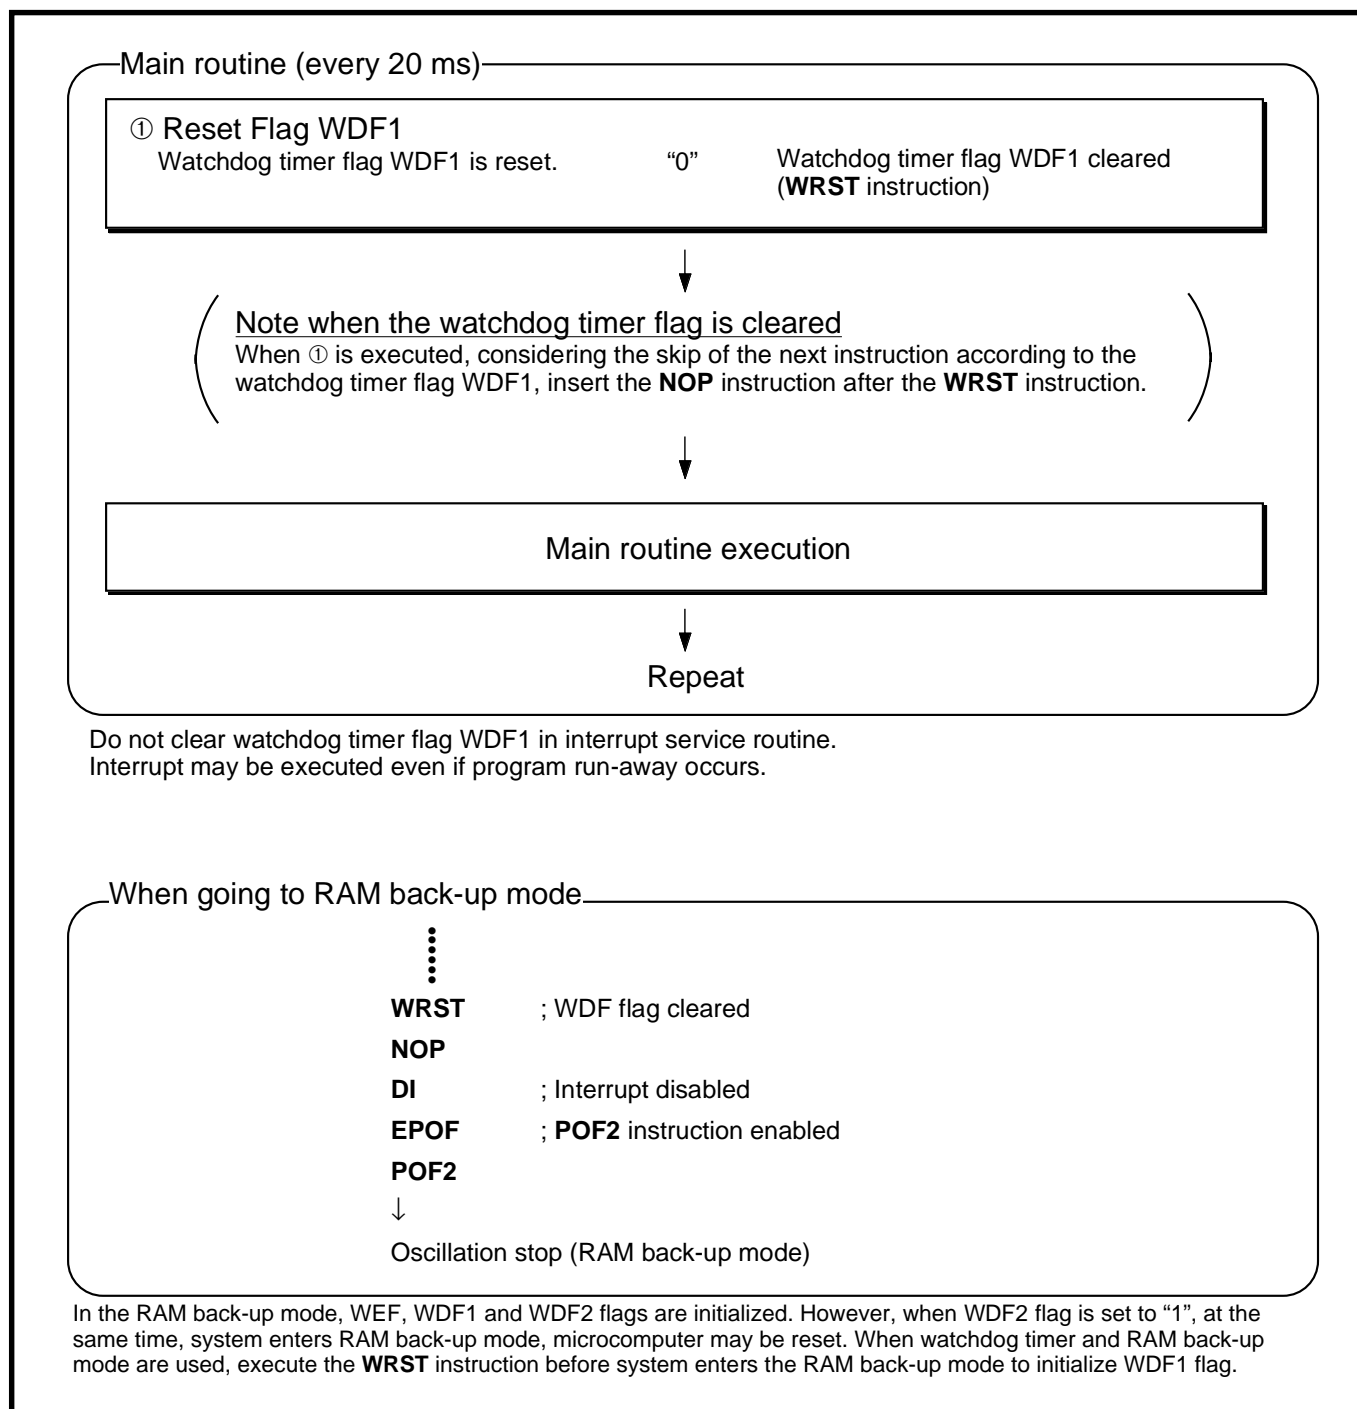 Main routine (every 20 ms)
① Reset Flag WDF1
Watchdog timer flag WDF1 is reset. “0” Watchdog timer flag WDF1 cleared
(WRST instruction)
Note when the watchdog timer flag is cleared
When ① is executed, considering the skip of the next instruction according to the
watchdog timer flag WDF1, insert the NOP instruction after the WRST instruction.
Main routine execution
Repeat
Do not clear watchdog timer flag WDF1 in interrupt service routine.
Interrupt may be executed even if program run-away occurs.
When going to RAM back-up mode
WRST ; WDF flag cleared
NOP
DI ; Interrupt disabled
EPOF ; POF2 instruction enabled
POF2
↓
Oscillation stop (RAM back-up mode)
In the RAM back-up mode, WEF, WDF1 and WDF2 flags are initialized. However, when WDF2 flag is set to “1”, at the
same time, system enters RAM back-up mode, microcomputer may be reset. When watchdog timer and RAM back-up
mode are used, execute the WRST instruction before system enters the RAM back-up mode to initialize WDF1 flag.